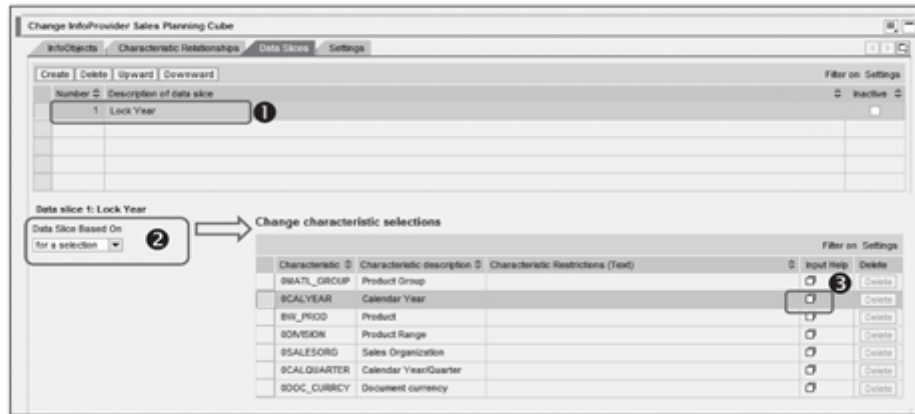 Change InfoProvider Sales Planning Cube
InfoObjects Characteristic Relationships Data Slices Settings
Create Delete Upward Downward Filter on Settings
Number Description of data slice Inactive
1 Lock Year ❶
Data slice 1: Lock Year
Data Slice Based On
for a selection ❷
Change characteristic selections
Filter on Settings
Characteristic Characteristic description Characteristic Restrictions (Text) Input Help Delete
0MATL_GROUP Product Group ❸ Delete
0CALYEAR Calendar Year Delete
BW_PROD Product Delete
0DIVISION Product Range Delete
0SALESORG Sales Organization Delete
0CALQUARTER Calendar Year/Quarter Delete
0DOC_CURRCY Document currency Delete